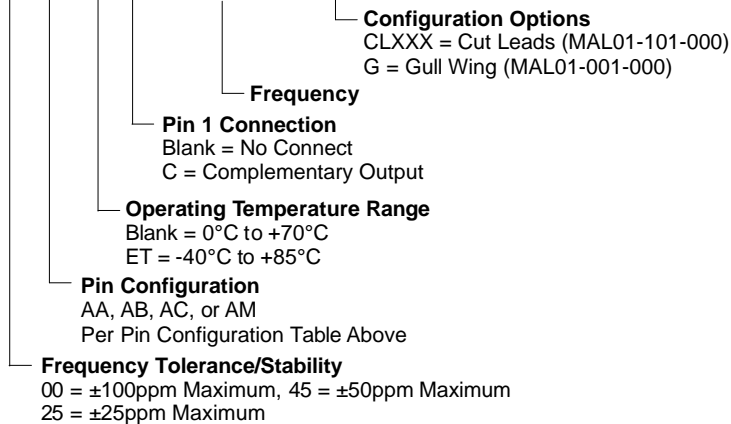 Configuration Options
CLXXX = Cut Leads (MAL01-101-000)
G = Gull Wing (MAL01-001-000)
Frequency
Pin 1 Connection
Blank = No Connect
C = Complementary Output
Operating Temperature Range
Blank = 0°C to +70°C
ET = -40°C to +85°C
Pin Configuration
AA, AB, AC, or AM
Per Pin Configuration Table Above
Frequency Tolerance/Stability
00 = ±100ppm Maximum, 45 = ±50ppm Maximum
25 = ±25ppm Maximum